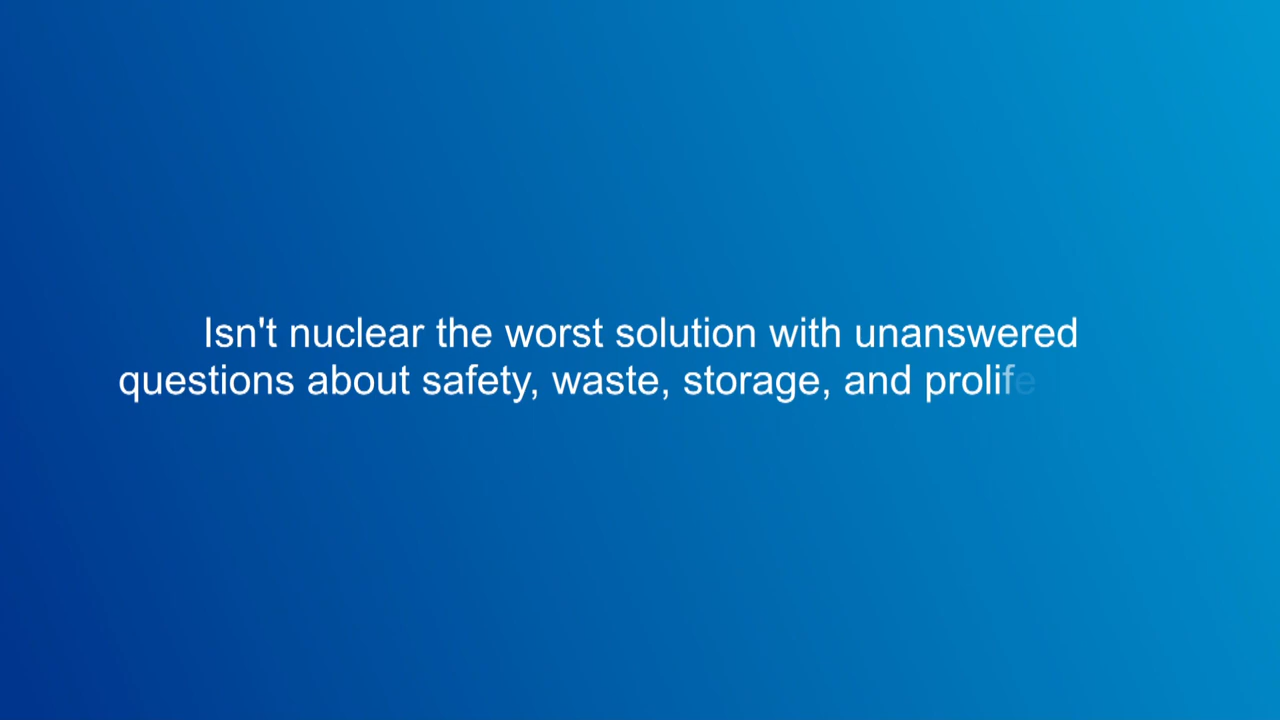 Isn't nuclear the worst solution with unanswered
questions about safety, waste, storage, and prolife